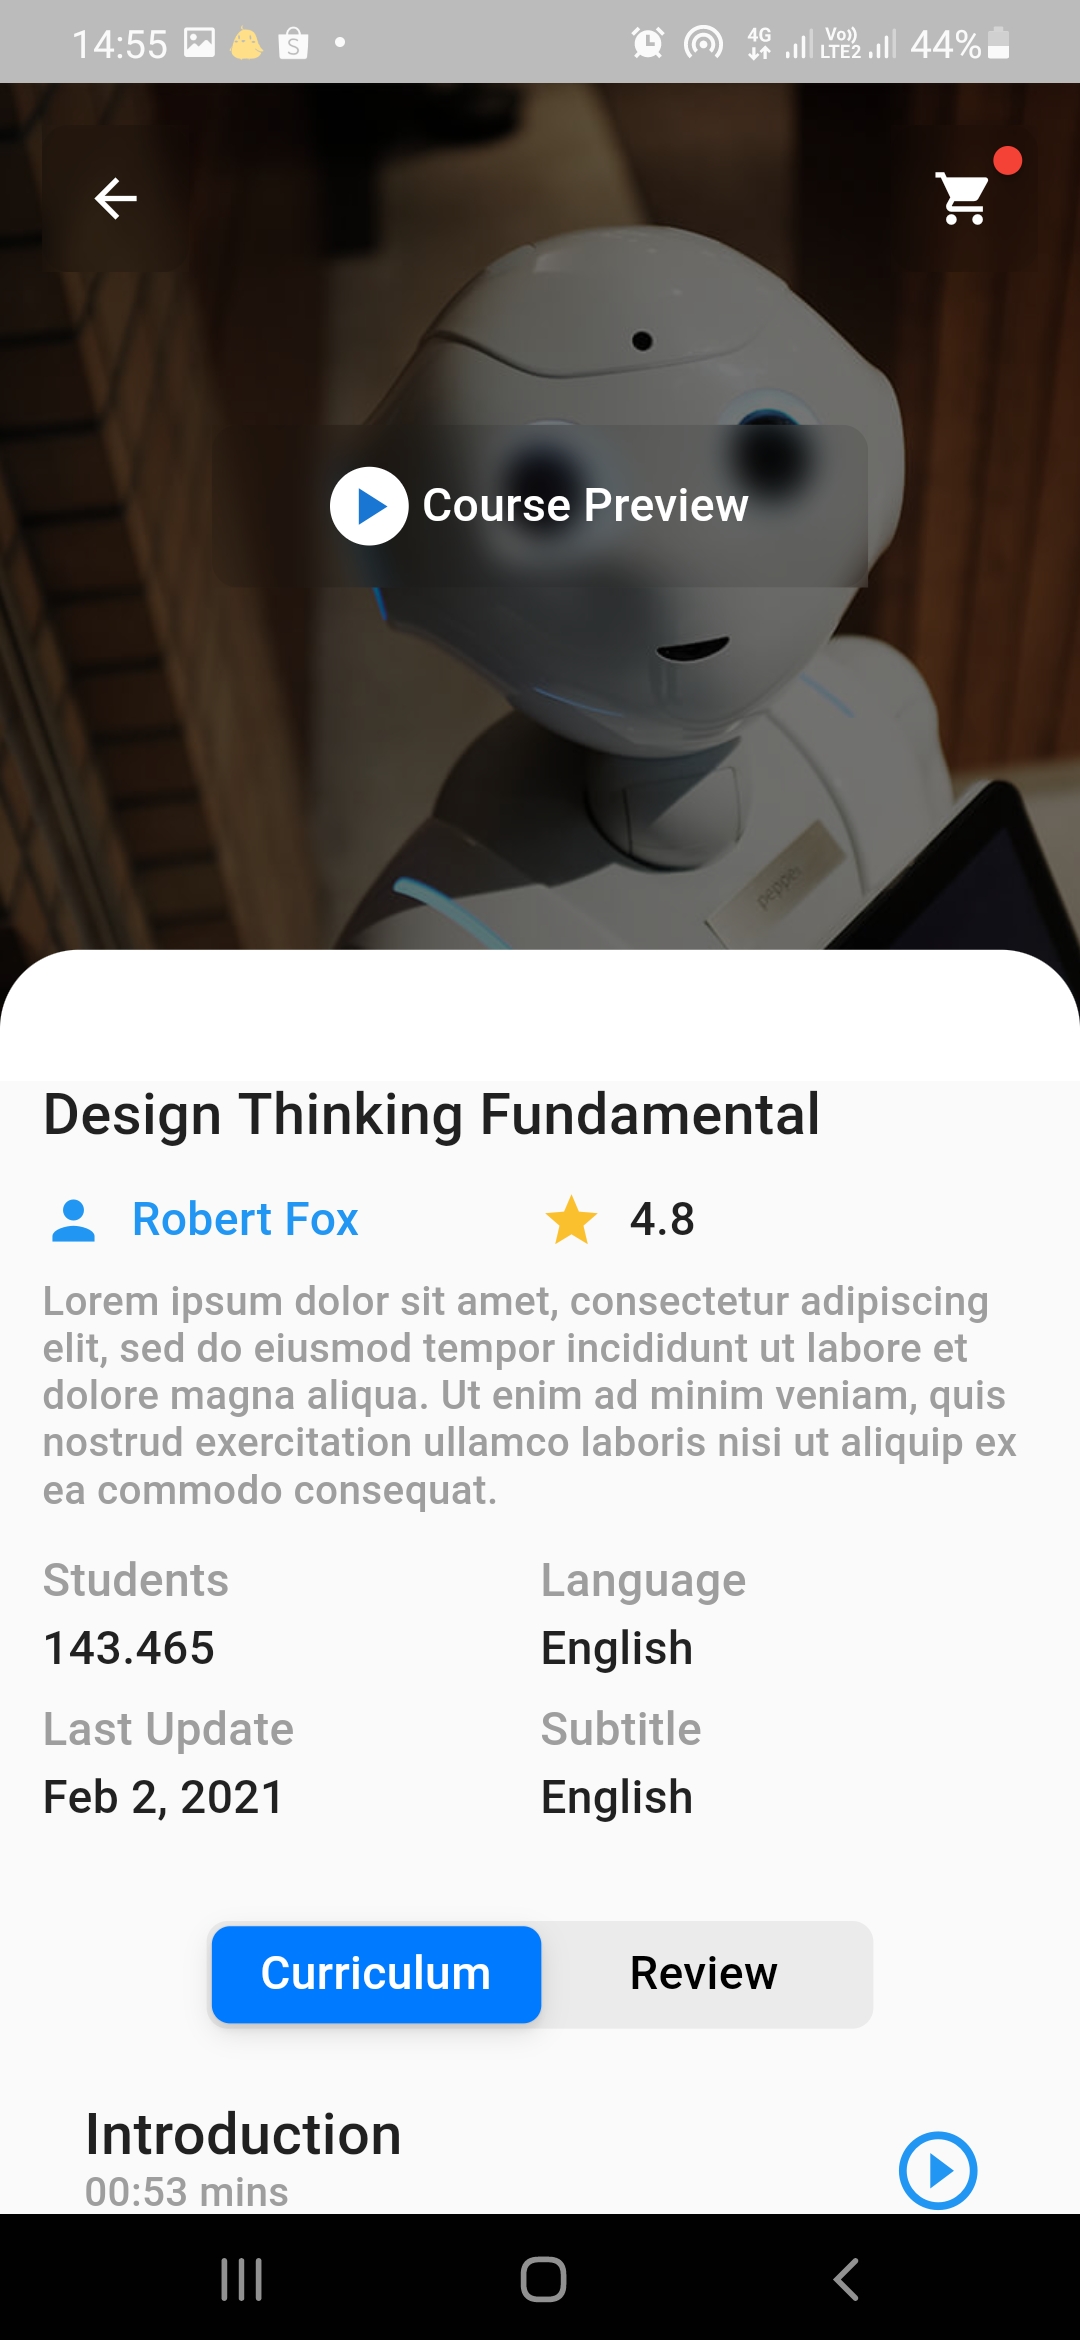 14:55
4G
Vo)) LTE2
44%
Course Preview
pepper
Design Thinking Fundamental
Robert Fox
4.8
Lorem ipsum dolor sit amet, consectetur adipiscing
elit, sed do eiusmod tempor incididunt ut labore et
dolore magna aliqua. Ut enim ad minim veniam, quis
nostrud exercitation ullamco laboris nisi ut aliquip ex
ea commodo consequat.
Students
Language
143.465
English
Last Update
Subtitle
Feb 2, 2021
English
Curriculum
Review
Introduction
00:53 mins